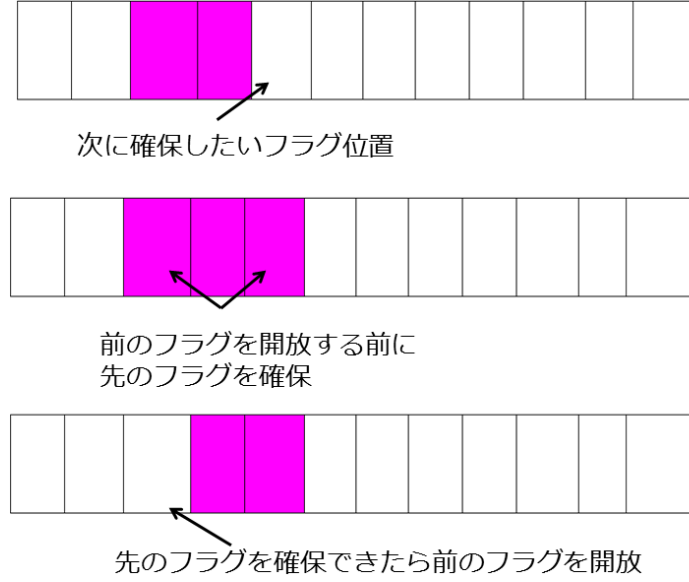 次に確保したいフラグ位置
前のフラグを開放する前に
先のフラグを確保
先のフラグを確保できたら前のフラグを開放